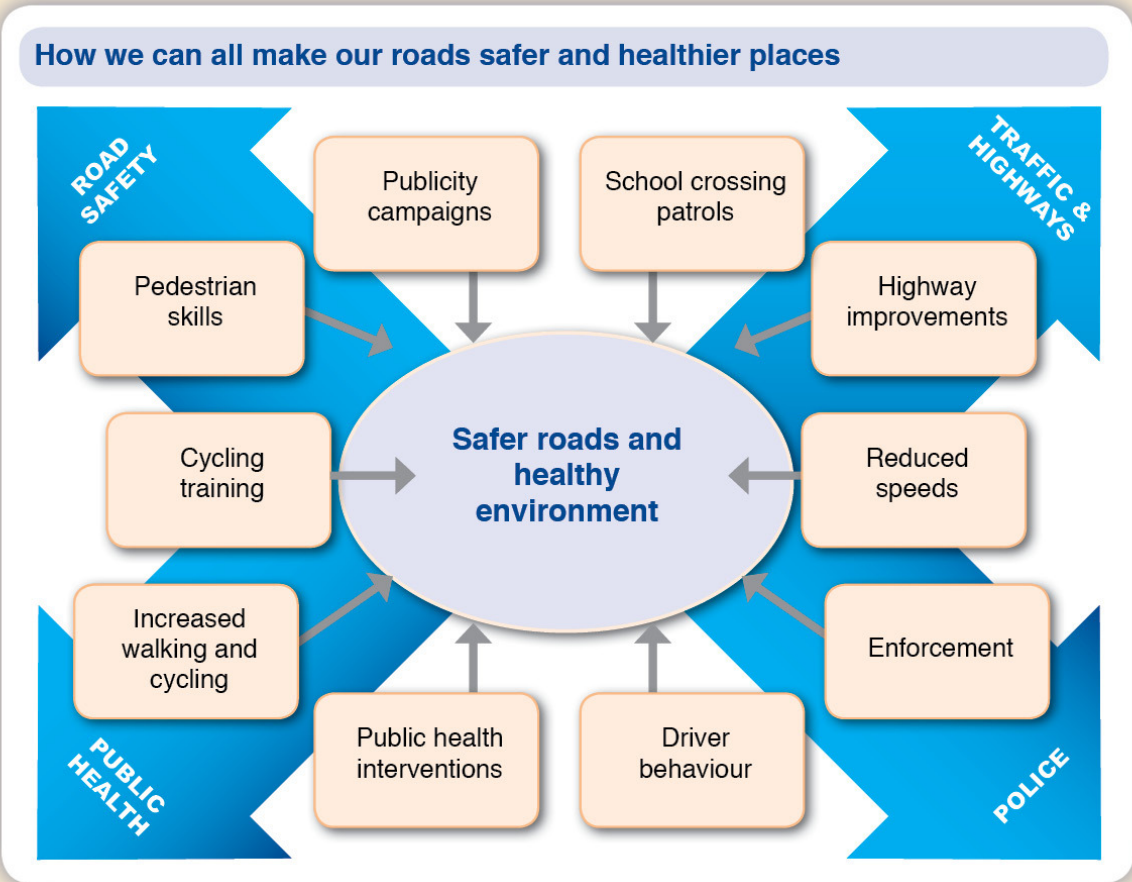 How we can all make our roads safer and healthier places
ROAD
SAFETY
TRAFFIC &
HIGHWAYS
Publicity
campaigns
School crossing
patrols
Pedestrian
skills
Highway
improvements
Cycling
training
Safer roads and
healthy
environment
Reduced
speeds
Increased
walking and
cycling
Enforcement
Public health
interventions
Driver
behaviour
PUBLIC
HEALTH
POLICE